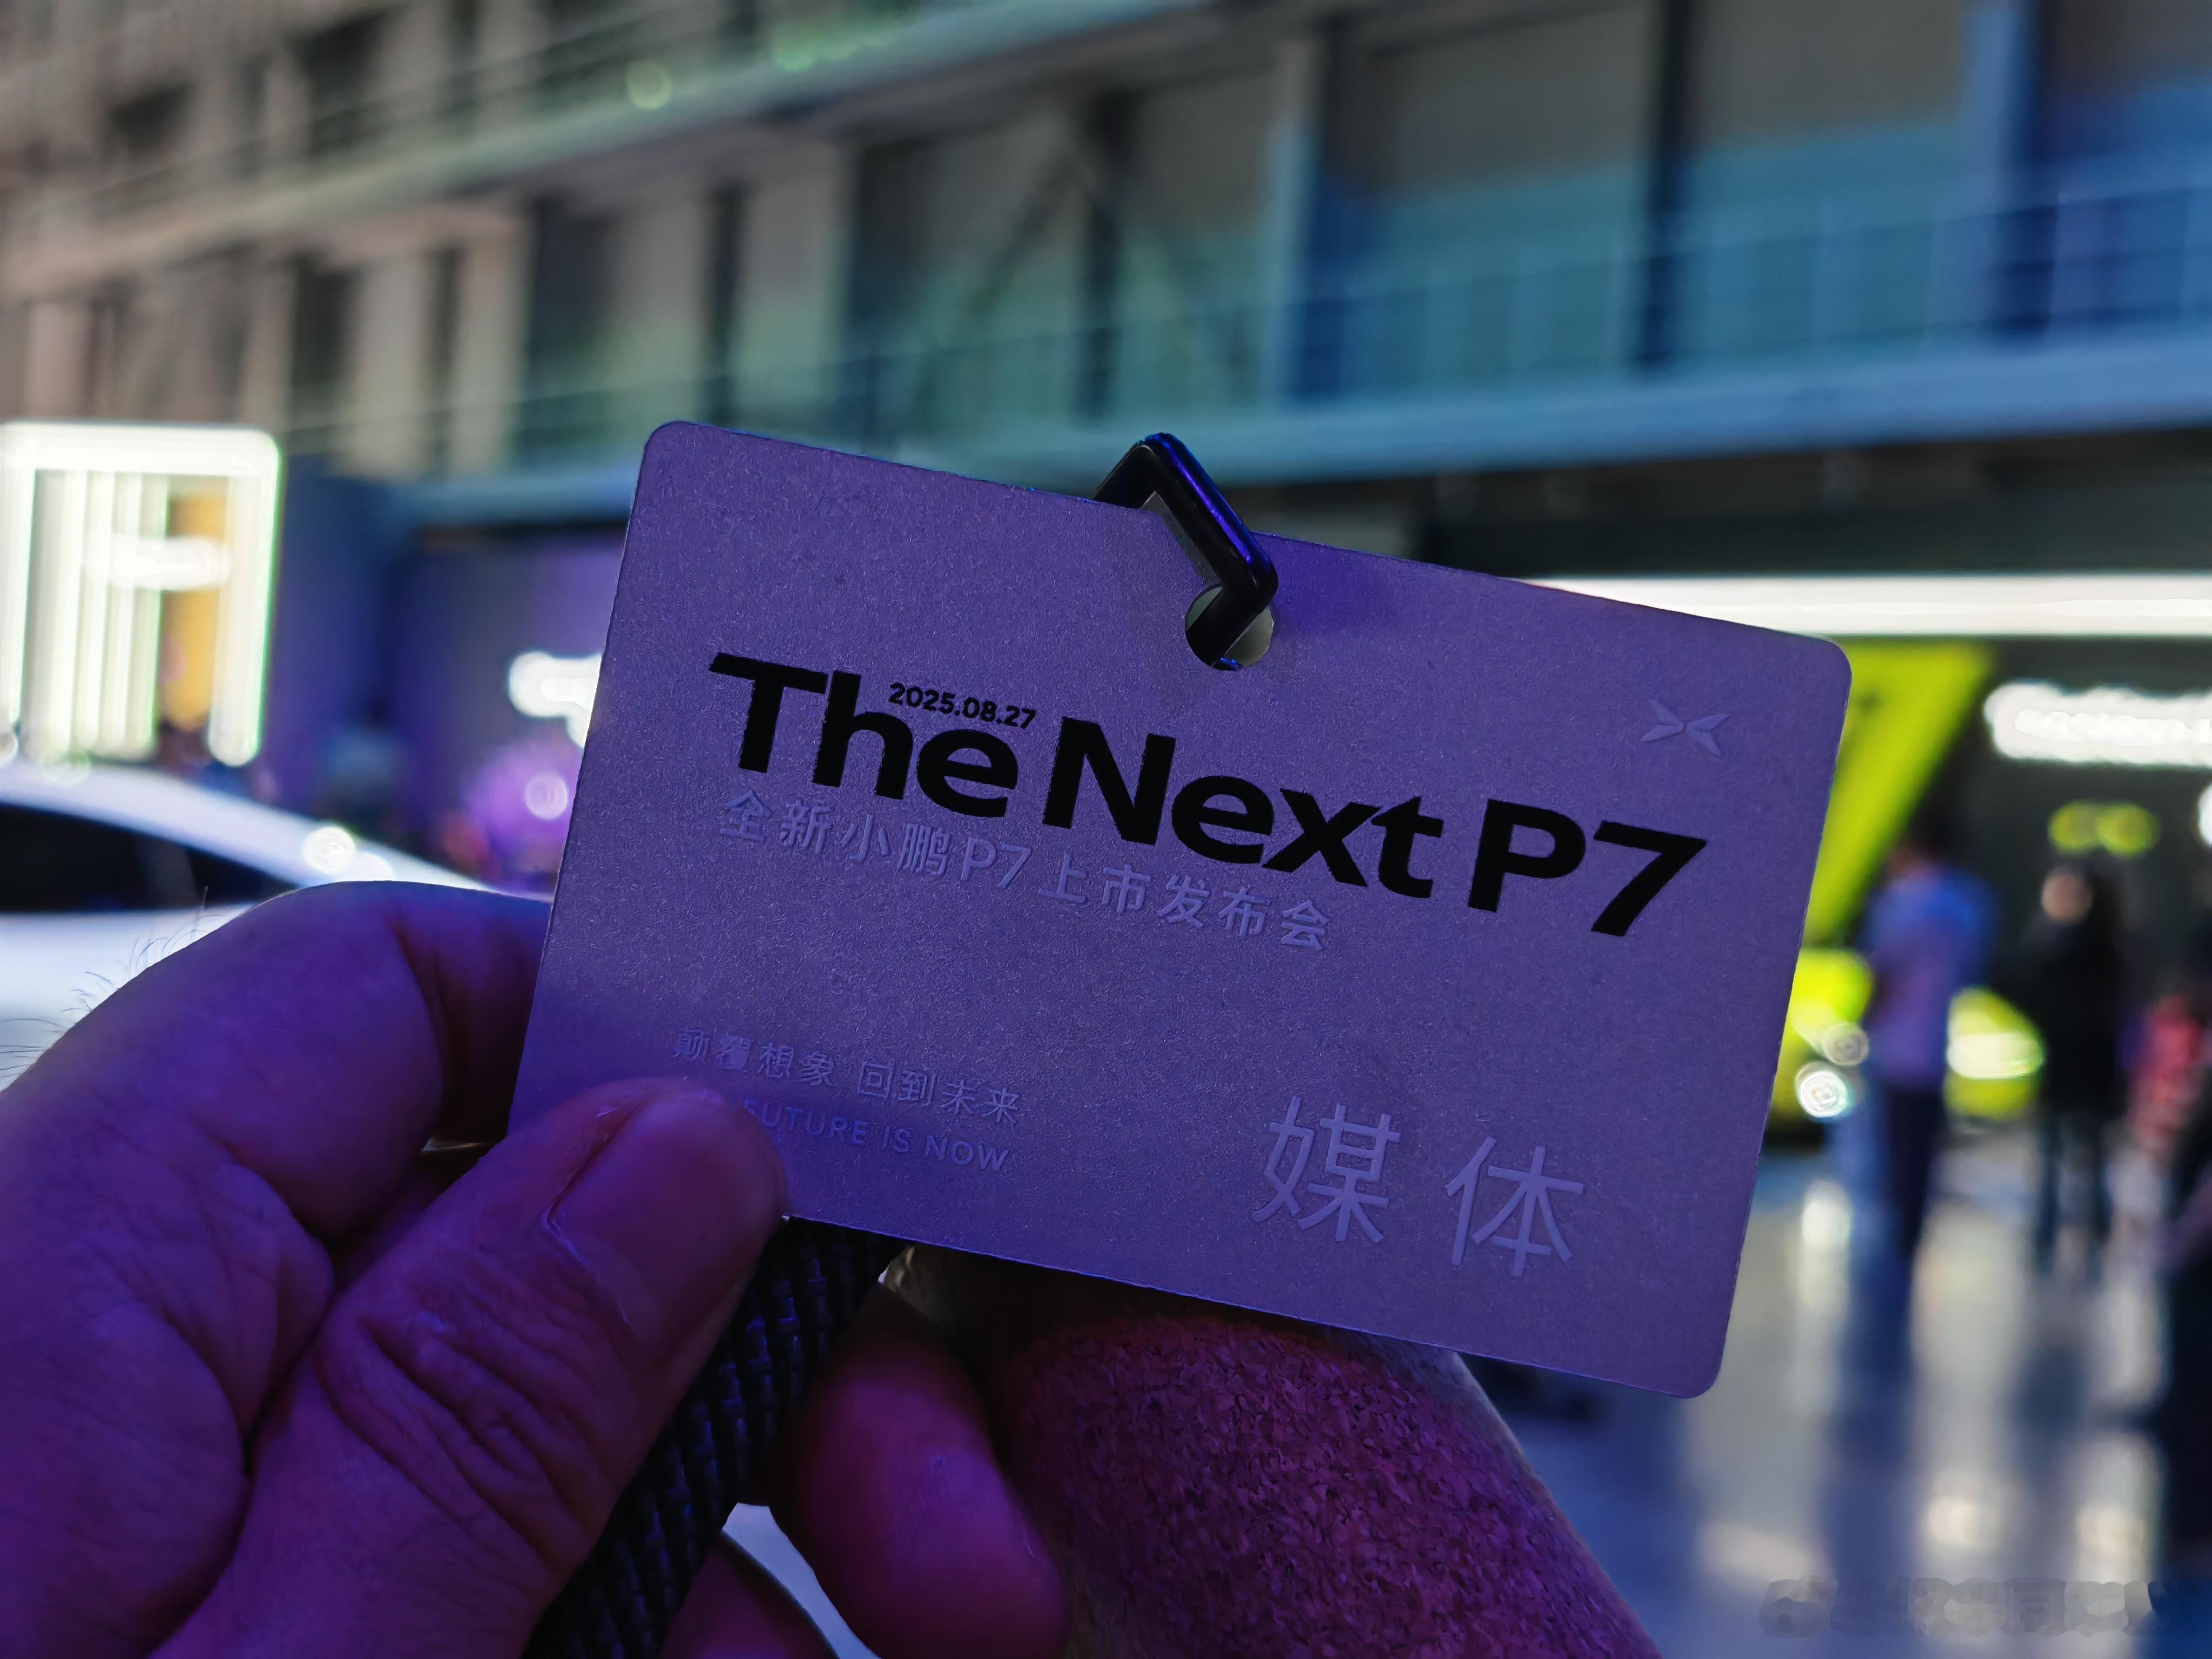 2025.08.27
The Next P7
全新小鹏P7上市发布会
颠覆想象 回到未来
FUTURE IS NOW
媒体